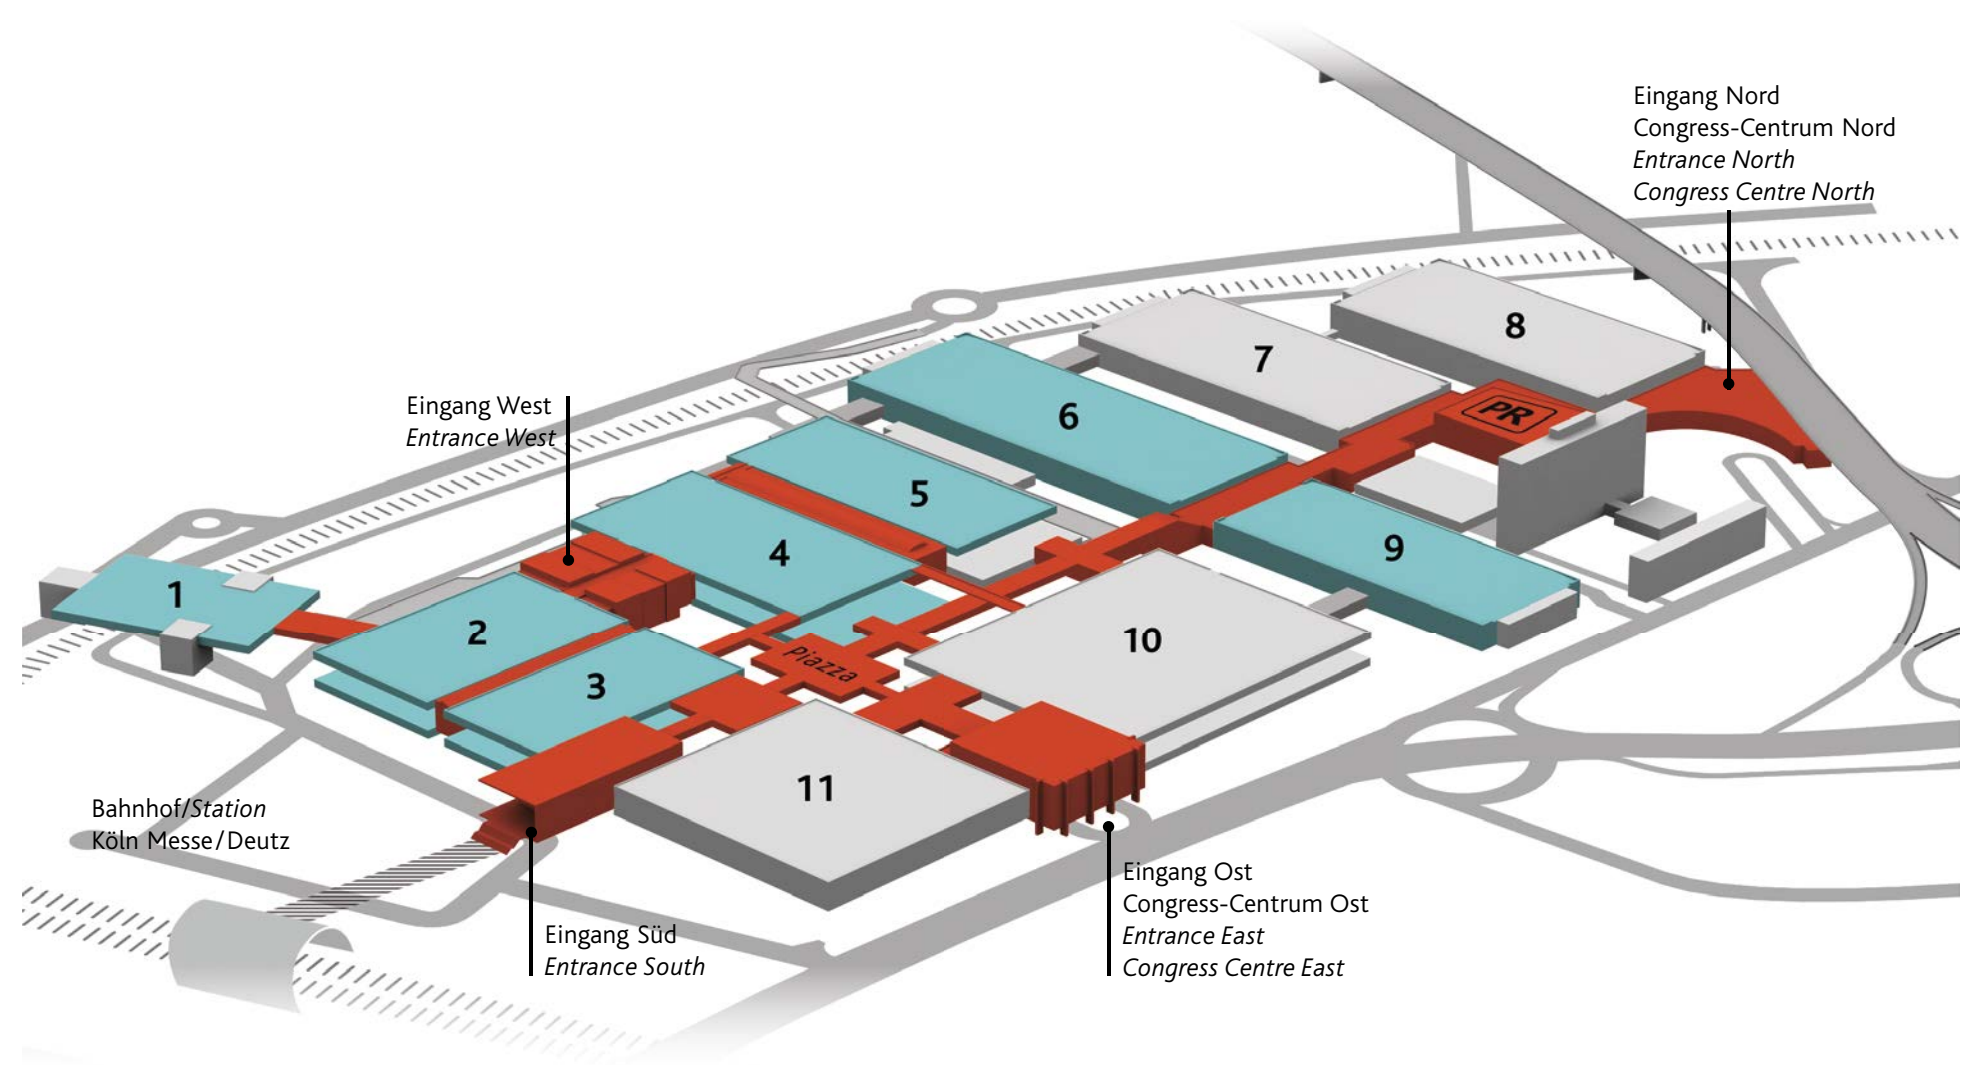 Eingang Nord
Congress-Centrum Nord
Entrance North
Congress Centre North
8
7
Eingang West
Entrance West
6
PR
5
4
9
1
2
10
Piazza
3
11
Bahnhof/Station
Köln Messe/Deutz
Eingang Ost
Congress-Centrum Ost
Entrance East
Congress Centre East
Eingang Süd
Entrance South